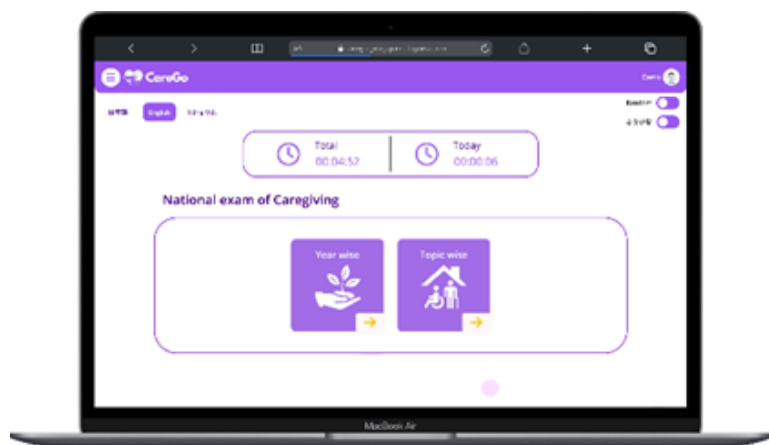 CareGo
English
Total
00:04:52
Today
00:00:06
National exam of Caregiving
Year wise
Topic wise
MacBook Air